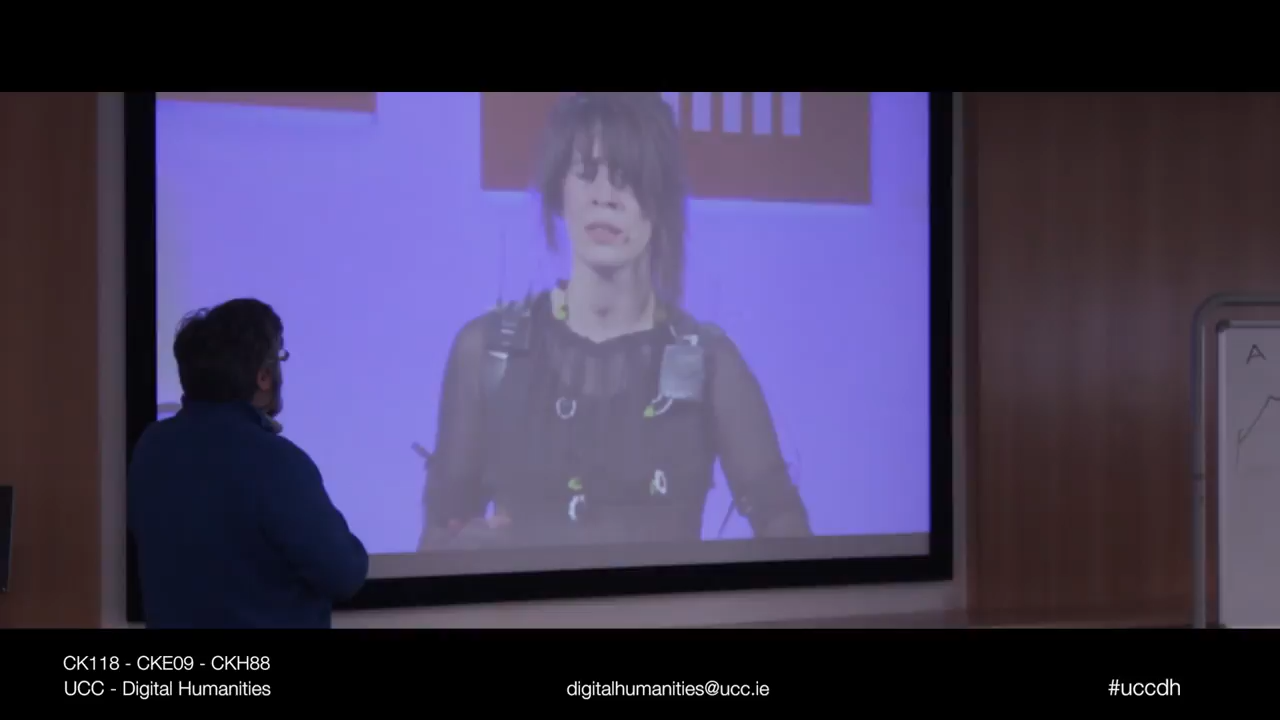 A
CK118 - CKE09 - CKH88
UCC - Digital Humanities
digitalhumanities@ucc.ie
#uccdh